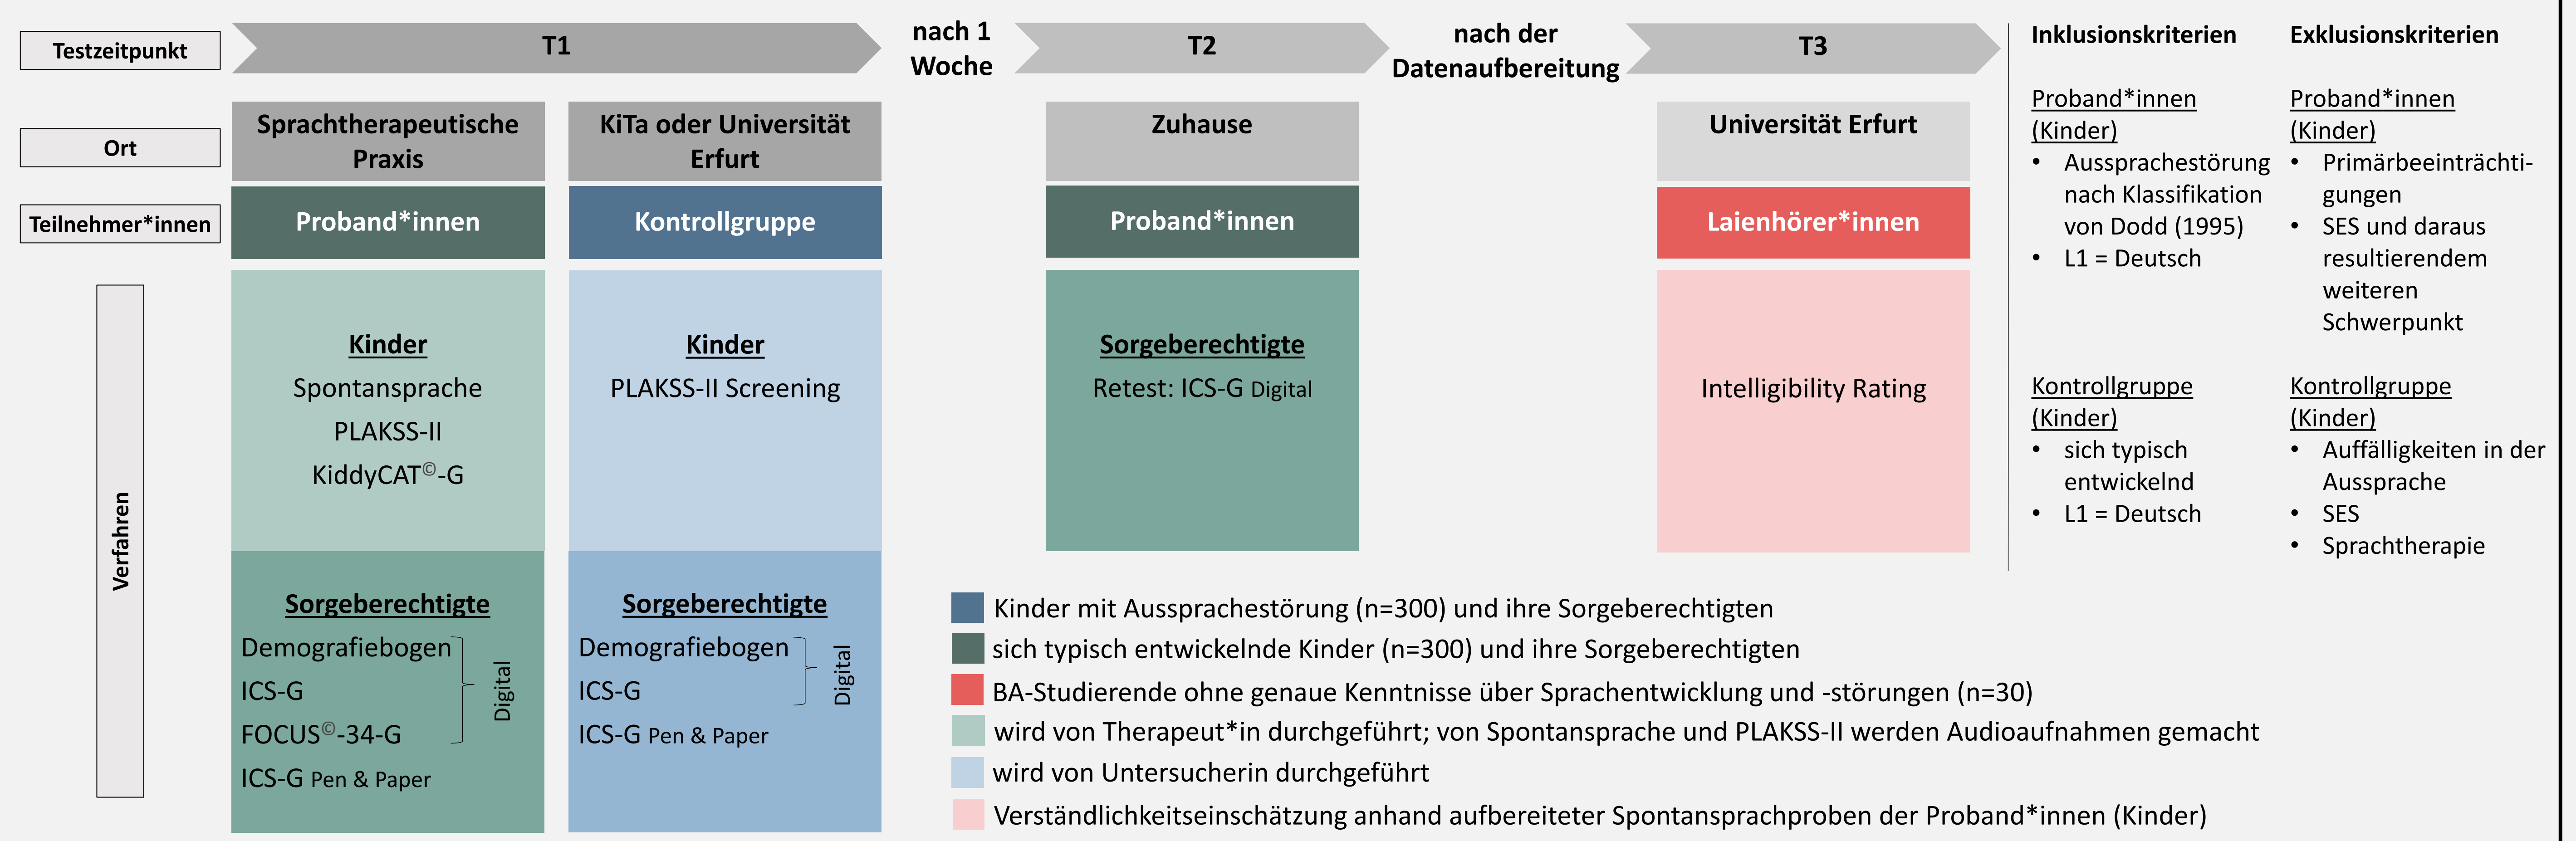 Testzeitpunkt
T1
nach 1
Woche
T2
nach der
Datenaufbereitung
T3
Ort
Sprachtherapeutische
Praxis
KiTa oder Universität
Erfurt
Zuhause
Universität Erfurt
Teilnehmer*innen
Proband*innen
Kontrollgruppe
Proband*innen
Laienhörer*innen
Verfahren
Kinder
Spontansprache
PLAKSS-II
KiddyCAT©-G
Sorgeberechtigte
Demografiebogen
ICS-G
FOCUS©-34-G
Digital
ICS-G Pen & Paper
Kinder
PLAKSS-II Screening
Sorgeberechtigte
Demografiebogen
ICS-G
Digital
ICS-G Pen & Paper
Sorgeberechtigte
Retest: ICS-G Digital
Intelligibility Rating
Inklusionskriterien
Proband*innen
(Kinder)
• Aussprachestörung
nach Klassifikation
von Dodd (1995)
• L1 = Deutsch
Kontrollgruppe
(Kinder)
• sich typisch
entwickelnd
• L1 = Deutsch
Exklusionskriterien
Proband*innen
(Kinder)
• Primärbeeinträchti-
gungen
• SES und daraus
resultierendem
weiteren
Schwerpunkt
Kontrollgruppe
(Kinder)
• Auffälligkeiten in der
Aussprache
• SES
• Sprachtherapie
Kinder mit Aussprachestörung (n=300) und ihre Sorgeberechtigten
sich typisch entwickelnde Kinder (n=300) und ihre Sorgeberechtigten
BA-Studierende ohne genaue Kenntnisse über Sprachentwicklung und -störungen (n=30)
wird von Therapeut*in durchgeführt; von Spontansprache und PLAKSS-II werden Audioaufnahmen gemacht
wird von Untersucherin durchgeführt
Verständlichkeitseinschätzung anhand aufbereiteter Spontansprachproben der Proband*innen (Kinder)